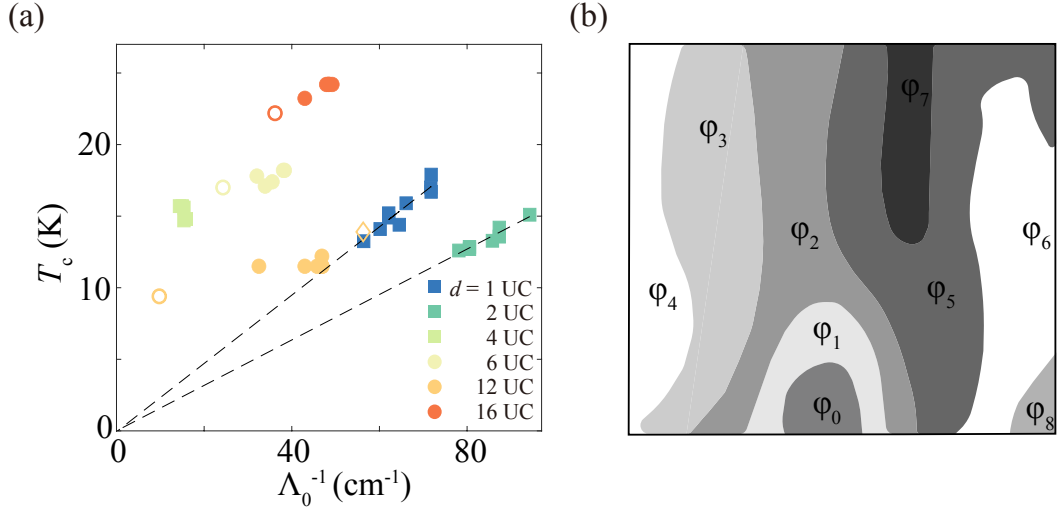 (a)
(b)
20
10
0
T_c (K)
d = 1 UC
2 UC
4 UC
6 UC
12 UC
16 UC
0
40
80
Λ_0^-1 (cm^-1)
φ_7
φ_3
φ_2
φ_6
φ_4
φ_5
φ_1
φ_0
φ_8